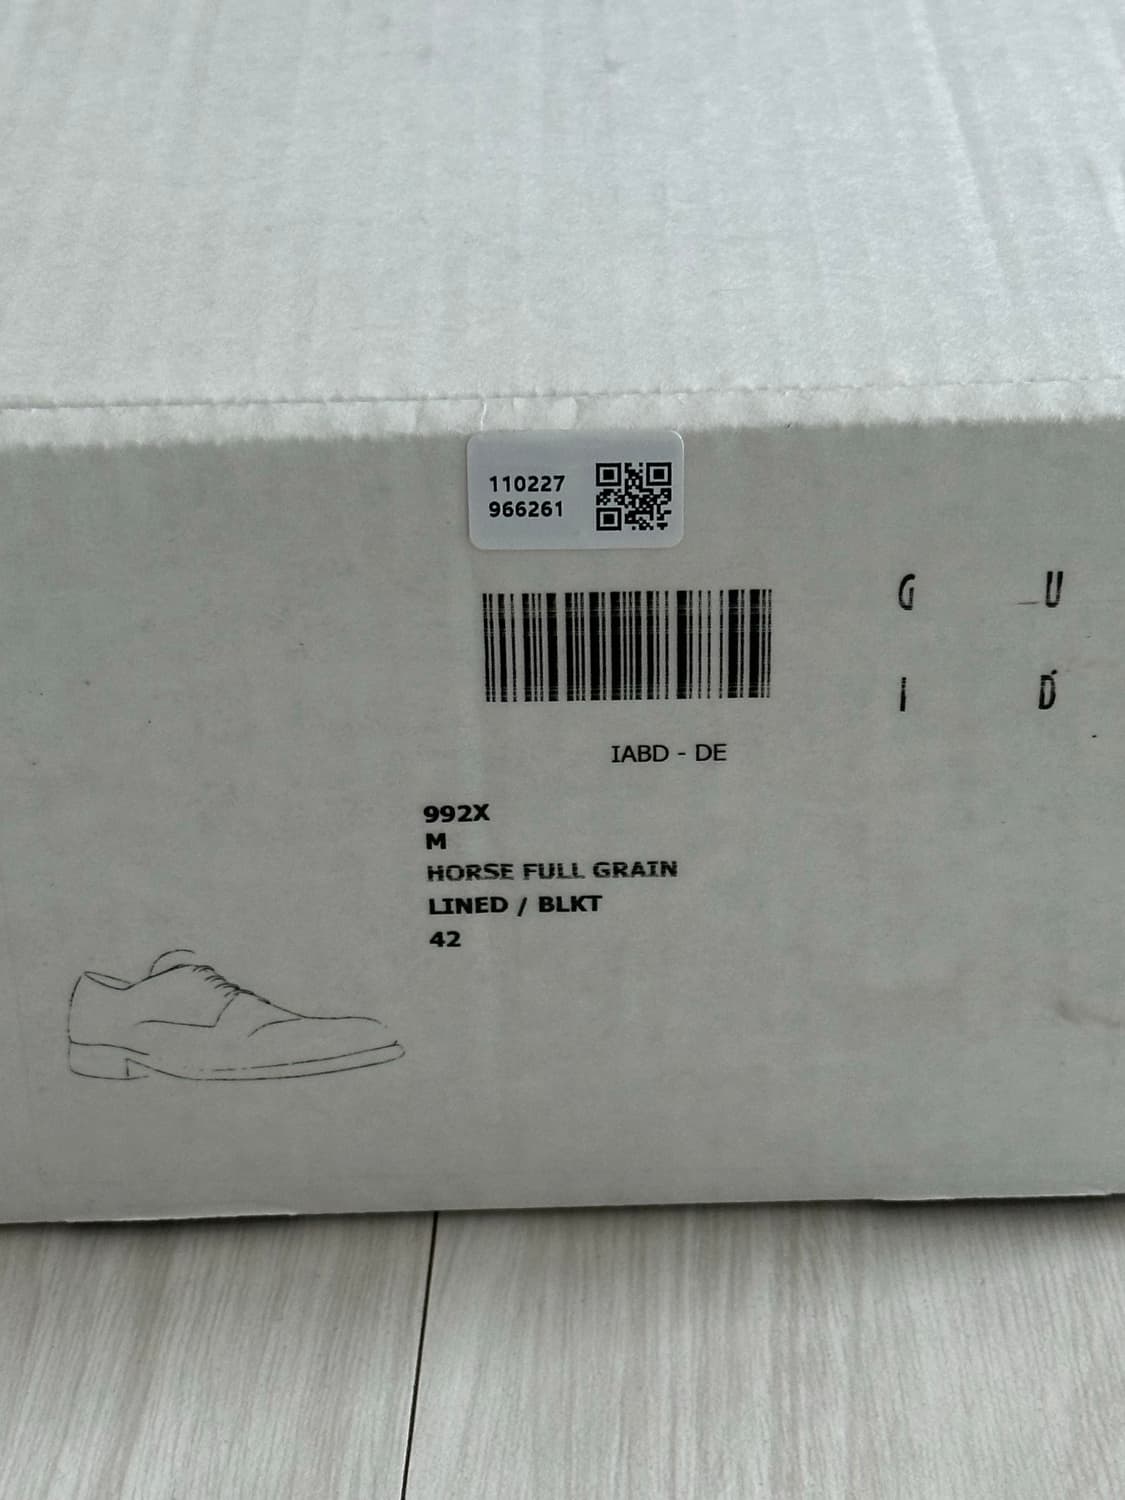 110227
966261
G U
I D
IABD - DE
992X
M
HORSE FULL GRAIN
LINED / BLKT
42